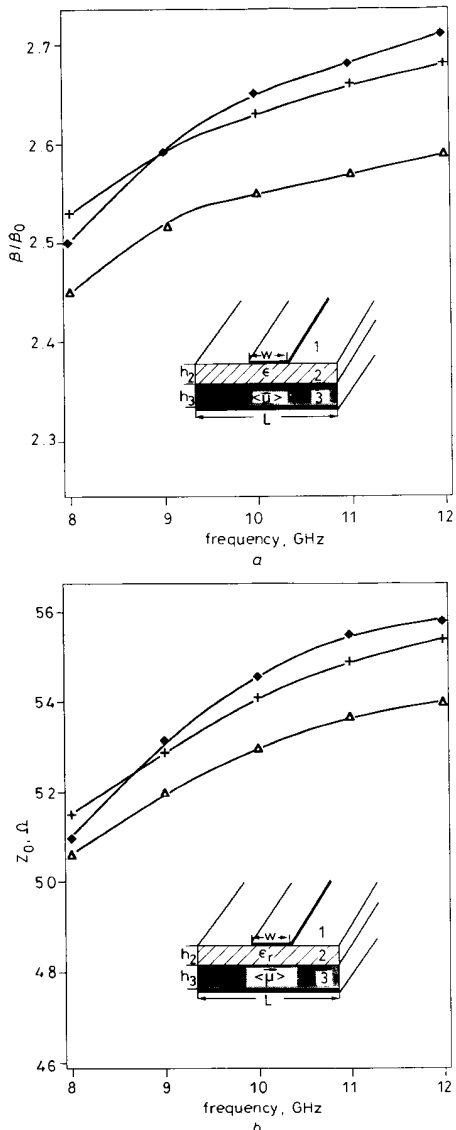 2.7
2.6
2.5
2.4
2.3
β/β₀
w
1
h₂
ϵ
2
h₃
<μ⃡>
3
L
8 9 10 11 12
frequency, GHz
a
56
54
52
50
48
46
Z₀, Ω
w
1
h₂
ϵᵣ
2
h₃
<μ⃡>
3
L
8 9 10 11 12
frequency, GHz
b